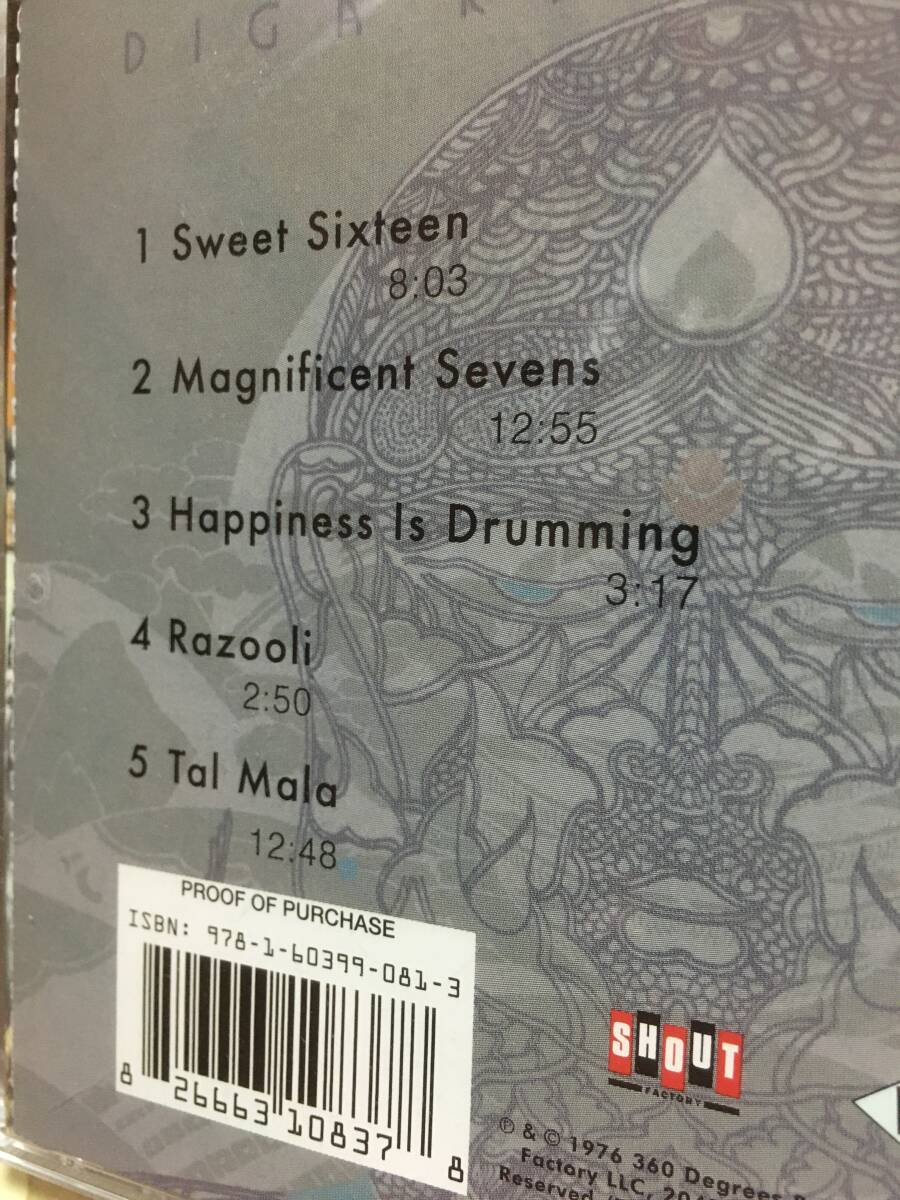 DIGA
1 Sweet Sixteen
8:03
2 Magnificent Sevens
12:55
3 Happiness Is Drumming
3:17
4 Razooli
2:50
5 Tal Mala
12:48
PROOF OF PURCHASE
ISBN: 978-1-60399-081-3
8 26663 10837 8
SHOUT
FACTORY
℗ & © 1976 360 Degrees
Factory LLC,
Reserved